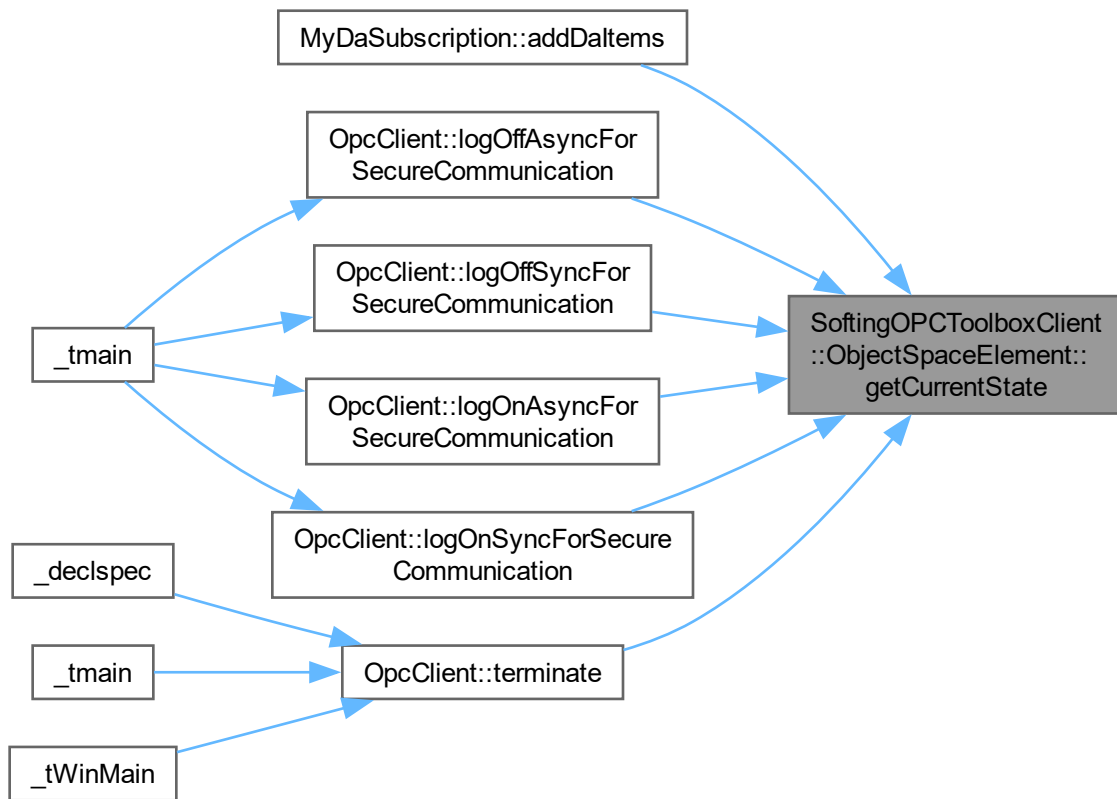 MyDaSubscription::addDaItems
OpcClient::logOffAsyncFor
SecureCommunication
OpcClient::logOffSyncFor
SecureCommunication
_tmain
OpcClient::logOnAsyncFor
SecureCommunication
OpcClient::logOnSyncForSecure
Communication
SoftingOPCToolboxClient
::ObjectSpaceElement::
getCurrentState
_declspec
_tmain
OpcClient::terminate
_tWinMain